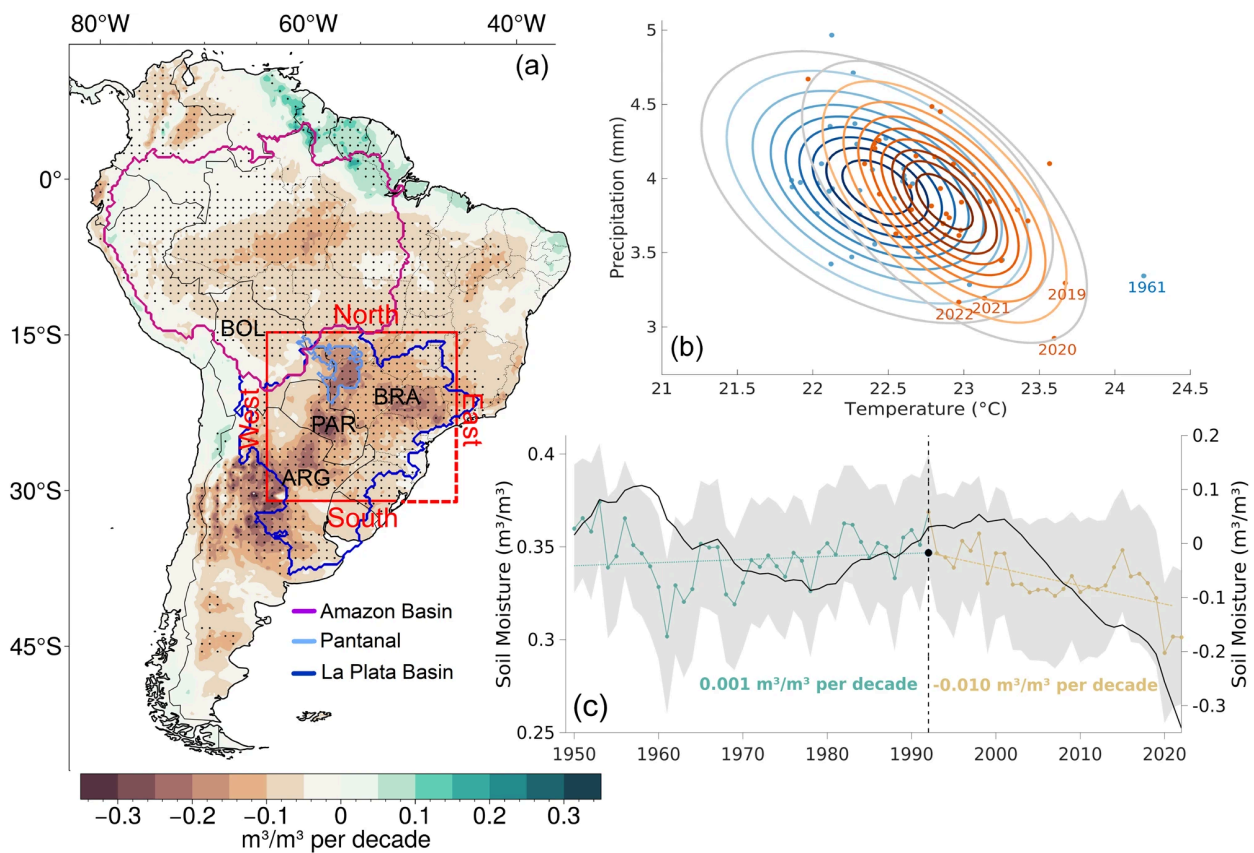 80°W
60°W
40°W
(a)
0°
15°S
30°S
45°S
BOL
North
West
BRA
East
PAR
ARG
South
Amazon Basin
Pantanal
La Plata Basin
−0.3
−0.2
−0.1
0
0.1
0.2
0.3
m³/m³ per decade
Precipitation (mm)
5
4.5
4
3.5
3
1961
2019
2022
2021
2020
(b)
21
21.5
22
22.5
23
23.5
24
24.5
Temperature (°C)
Soil Moisture (m³/m³)
0.4
0.35
0.3
0.25
0.2
0.1
0
-0.1
-0.2
-0.3
Soil Moisture (m³/m³)
0.001 m³/m³ per decade
-0.010 m³/m³ per decade
(c)
1950
1960
1970
1980
1990
2000
2010
2020